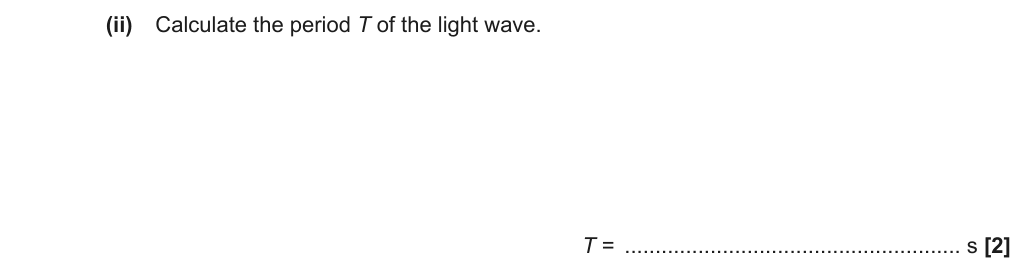 (ii) Calculate the period T of the light wave.
T = ...................................................... s [2]